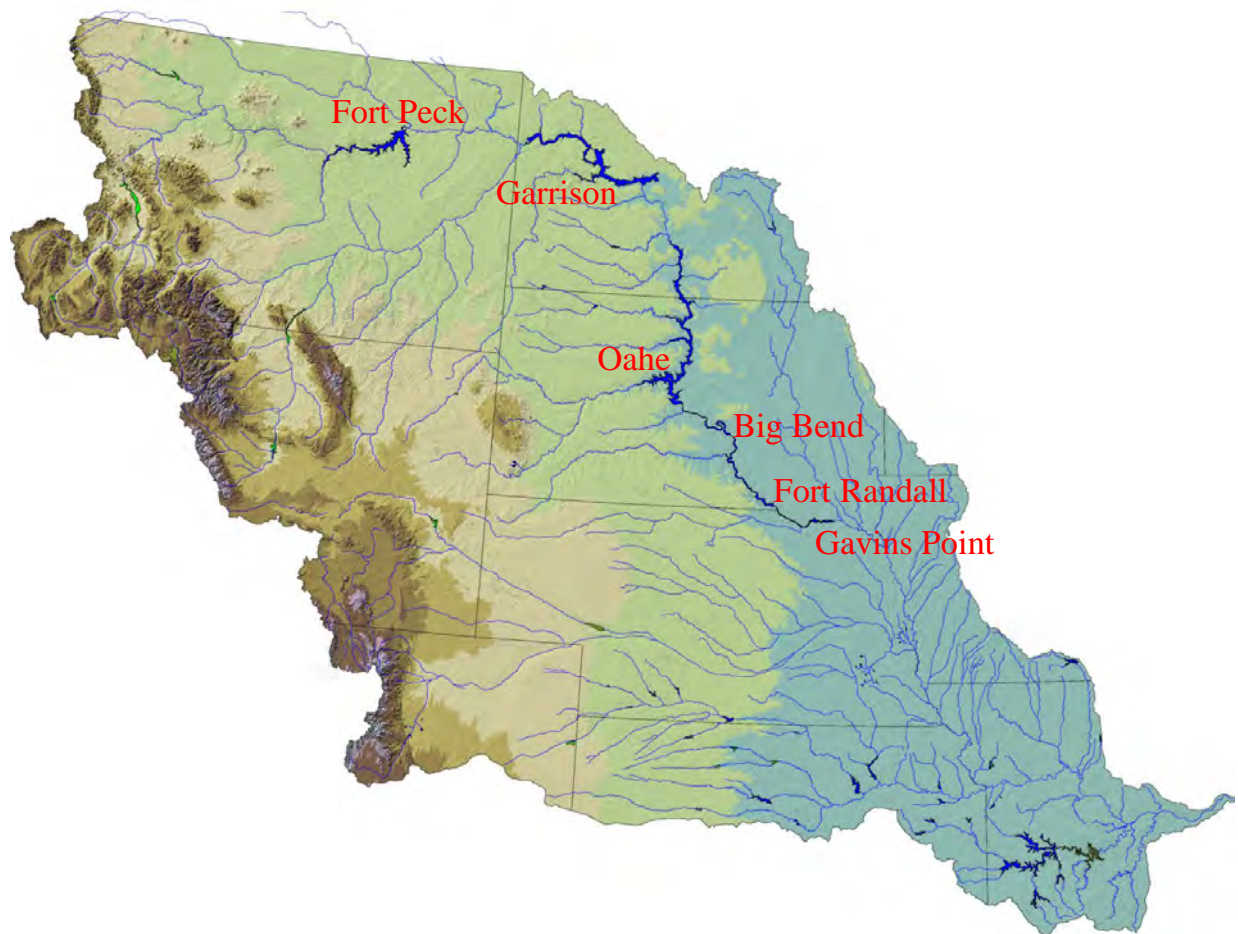 Fort Peck
Garrison
Oahe
Big Bend
Fort Randall
Gavins Point